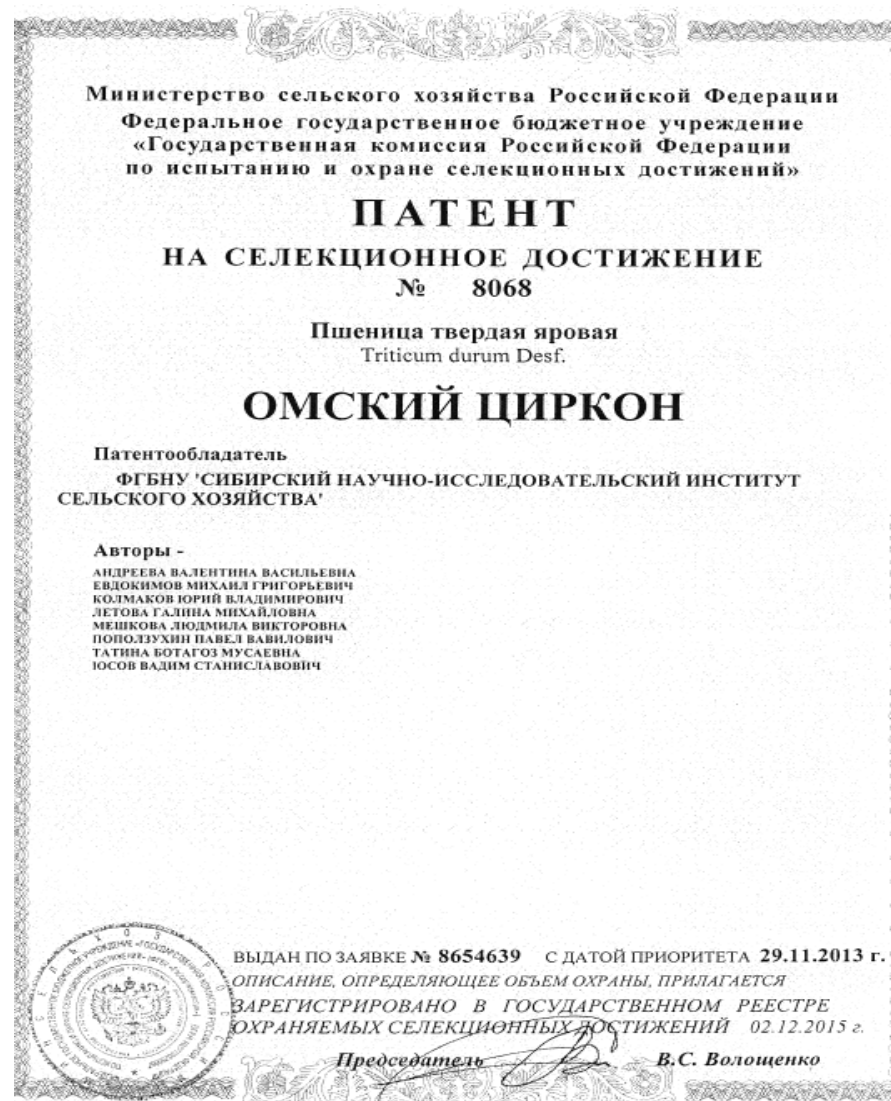 Министерство сельского хозяйства Российской Федерации
Федеральное государственное бюджетное учреждение
«Государственная комиссия Российской Федерации
по испытанию и охране селекционных достижений»
ПАТЕНТ
НА СЕЛЕКЦИОННОЕ ДОСТИЖЕНИЕ
№ 8068
Пшеница твердая яровая
Triticum durum Desf.
ОМСКИЙ ЦИРКОН
Патентообладатель
ФГБНУ 'СИБИРСКИЙ НАУЧНО-ИССЛЕДОВАТЕЛЬСКИЙ ИНСТИТУТ
СЕЛЬСКОГО ХОЗЯЙСТВА'
Авторы -
АНДРЕЕВА ВАЛЕНТИНА ВАСИЛЬЕВНА
ЕВДОКИМОВ МИХАИЛ ГРИГОРЬЕВИЧ
КОЛМАКОВ ЮРИЙ ВЛАДИМИРОВИЧ
ЛЕТОВА ГАЛИНА МИХАЙЛОВНА
МЕШКОВА ЛЮДМИЛА ВИКТОРОВНА
ПОПОЛЗУХИН ПАВЕЛ ВАВИЛОВИЧ
ТАТИНА БОТАГОЗ МУСАЕВНА
ЮСОВ ВАДИМ СТАНИСЛАВОВИЧ
ВЫДАН ПО ЗАЯВКЕ № 8654639 С ДАТОЙ ПРИОРИТЕТА 29.11.2013 г.
ОПИСАНИЕ, ОПРЕДЕЛЯЮЩЕЕ ОБЪЕМ ОХРАНЫ, ПРИЛАГАЕТСЯ
ЗАРЕГИСТРИРОВАНО В ГОСУДАРСТВЕННОМ РЕЕСТРЕ
ОХРАНЯЕМЫХ СЕЛЕКЦИОННЫХ ДОСТИЖЕНИЙ 02.12.2015 г.
Председатель В.С. Волощенко